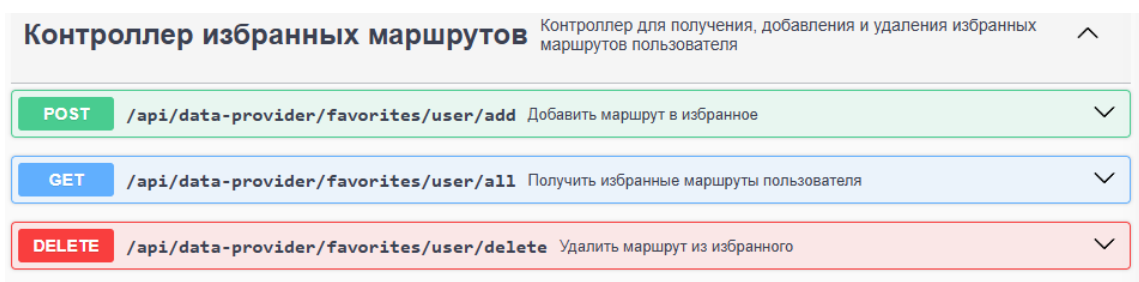 Контроллер избранных маршрутов Контроллер для получения, добавления и удаления избранных
маршрутов пользователя
POST /api/data-provider/favorites/user/add Добавить маршрут в избранное
GET /api/data-provider/favorites/user/all Получить избранные маршруты пользователя
DELETE /api/data-provider/favorites/user/delete Удалить маршрут из избранного